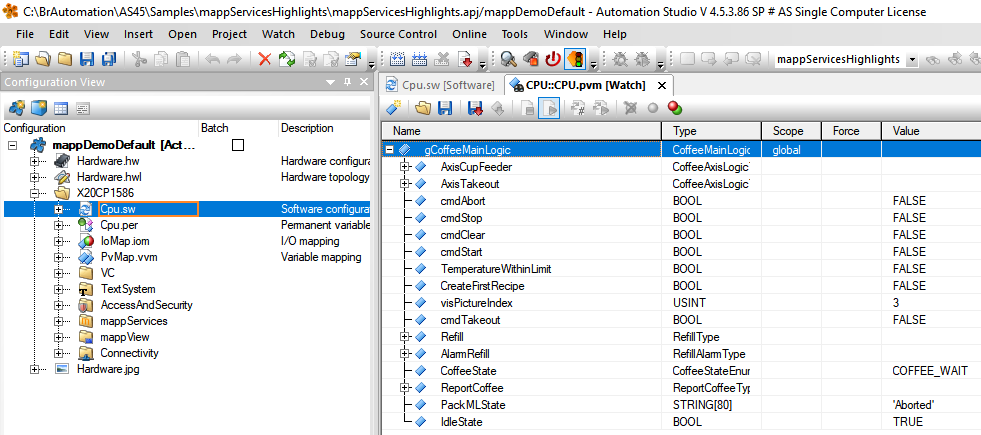 C:\BrAutomation\AS45\Samples\mappServicesHighlights\mappServicesHighlights.apj/mappDemoDefault - Automation Studio V 4.5.3.86 SP # AS Single Computer License
File Edit View Insert Open Project Watch Debug Source Control Online Tools Window Help
mappServicesHighlights
Configuration View
Cpu.sw [Software] CPU::CPU.pvm [Watch]
Configuration Batch Description
mappDemoDefault [Act...
Hardware.hw Hardware configura
Hardware.hwl Hardware topology
X20CP1586
Cpu.sw Software configurat
Cpu.per Permanent variable
IoMap.iom I/O mapping
PvMap.vvm Variable mapping
VC
TextSystem
AccessAndSecurity
mappServices
mappView
Connectivity
Hardware.jpg
Name Type Scope Force Value
gCoffeeMainLogic CoffeeMainLogic global
AxisCupFeeder CoffeeAxisLogic
AxisTakeout CoffeeAxisLogic
cmdAbort BOOL FALSE
cmdStop BOOL FALSE
cmdClear BOOL FALSE
cmdStart BOOL FALSE
TemperatureWithinLimit BOOL FALSE
CreateFirstRecipe BOOL FALSE
visPictureIndex USINT 3
cmdTakeout BOOL FALSE
Refill RefillType
AlarmRefill RefillAlarmType
CoffeeState CoffeeStateEnur COFFEE_WAIT
ReportCoffee ReportCoffeeTyp
PackMLState STRING[80] 'Aborted'
IdleState BOOL TRUE